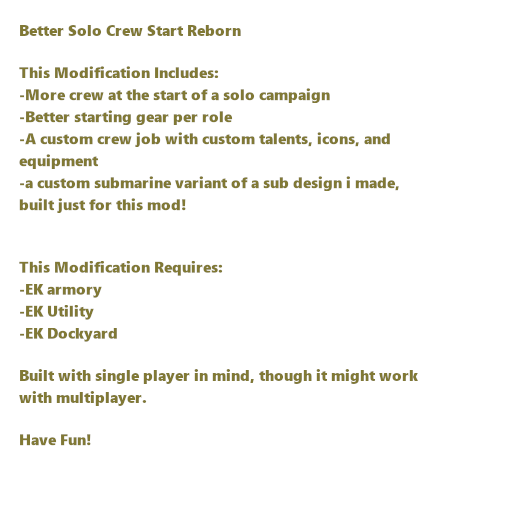 Better Solo Crew Start Reborn
This Modification Includes:
-More crew at the start of a solo campaign
-Better starting gear per role
-A custom crew job with custom talents, icons, and
equipment
-a custom submarine variant of a sub design i made,
built just for this mod!
This Modification Requires:
-EK armory
-EK Utility
-EK Dockyard
Built with single player in mind, though it might work
with multiplayer.
Have Fun!